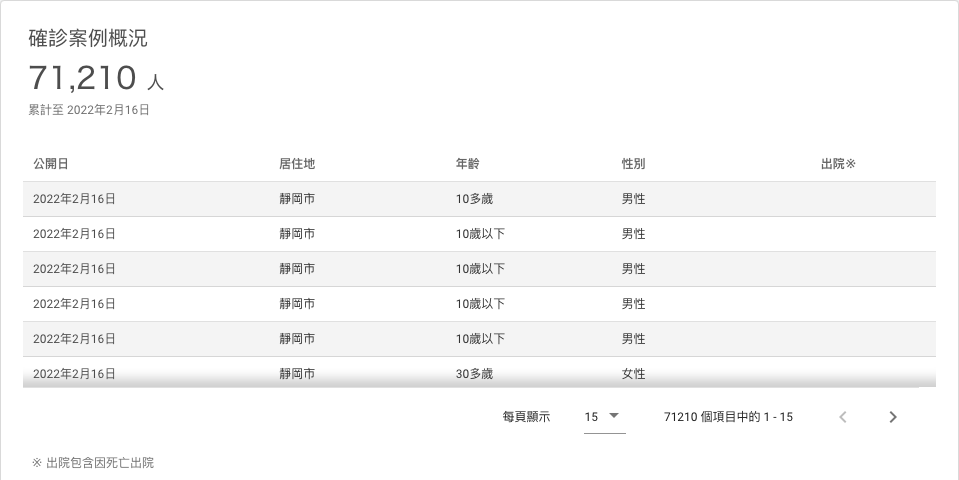 確診案例概況
71,210 人
累計至 2022年2月16日
公開日 居住地 年齡 性別 出院※
2022年2月16日 靜岡市 10多歲 男性
2022年2月16日 靜岡市 10歲以下 男性
2022年2月16日 靜岡市 10歲以下 男性
2022年2月16日 靜岡市 10歲以下 男性
2022年2月16日 靜岡市 10歲以下 男性
2022年2月16日 靜岡市 30多歲 女性
每頁顯示 15 71210 個項目中的 1 - 15
※ 出院包含因死亡出院